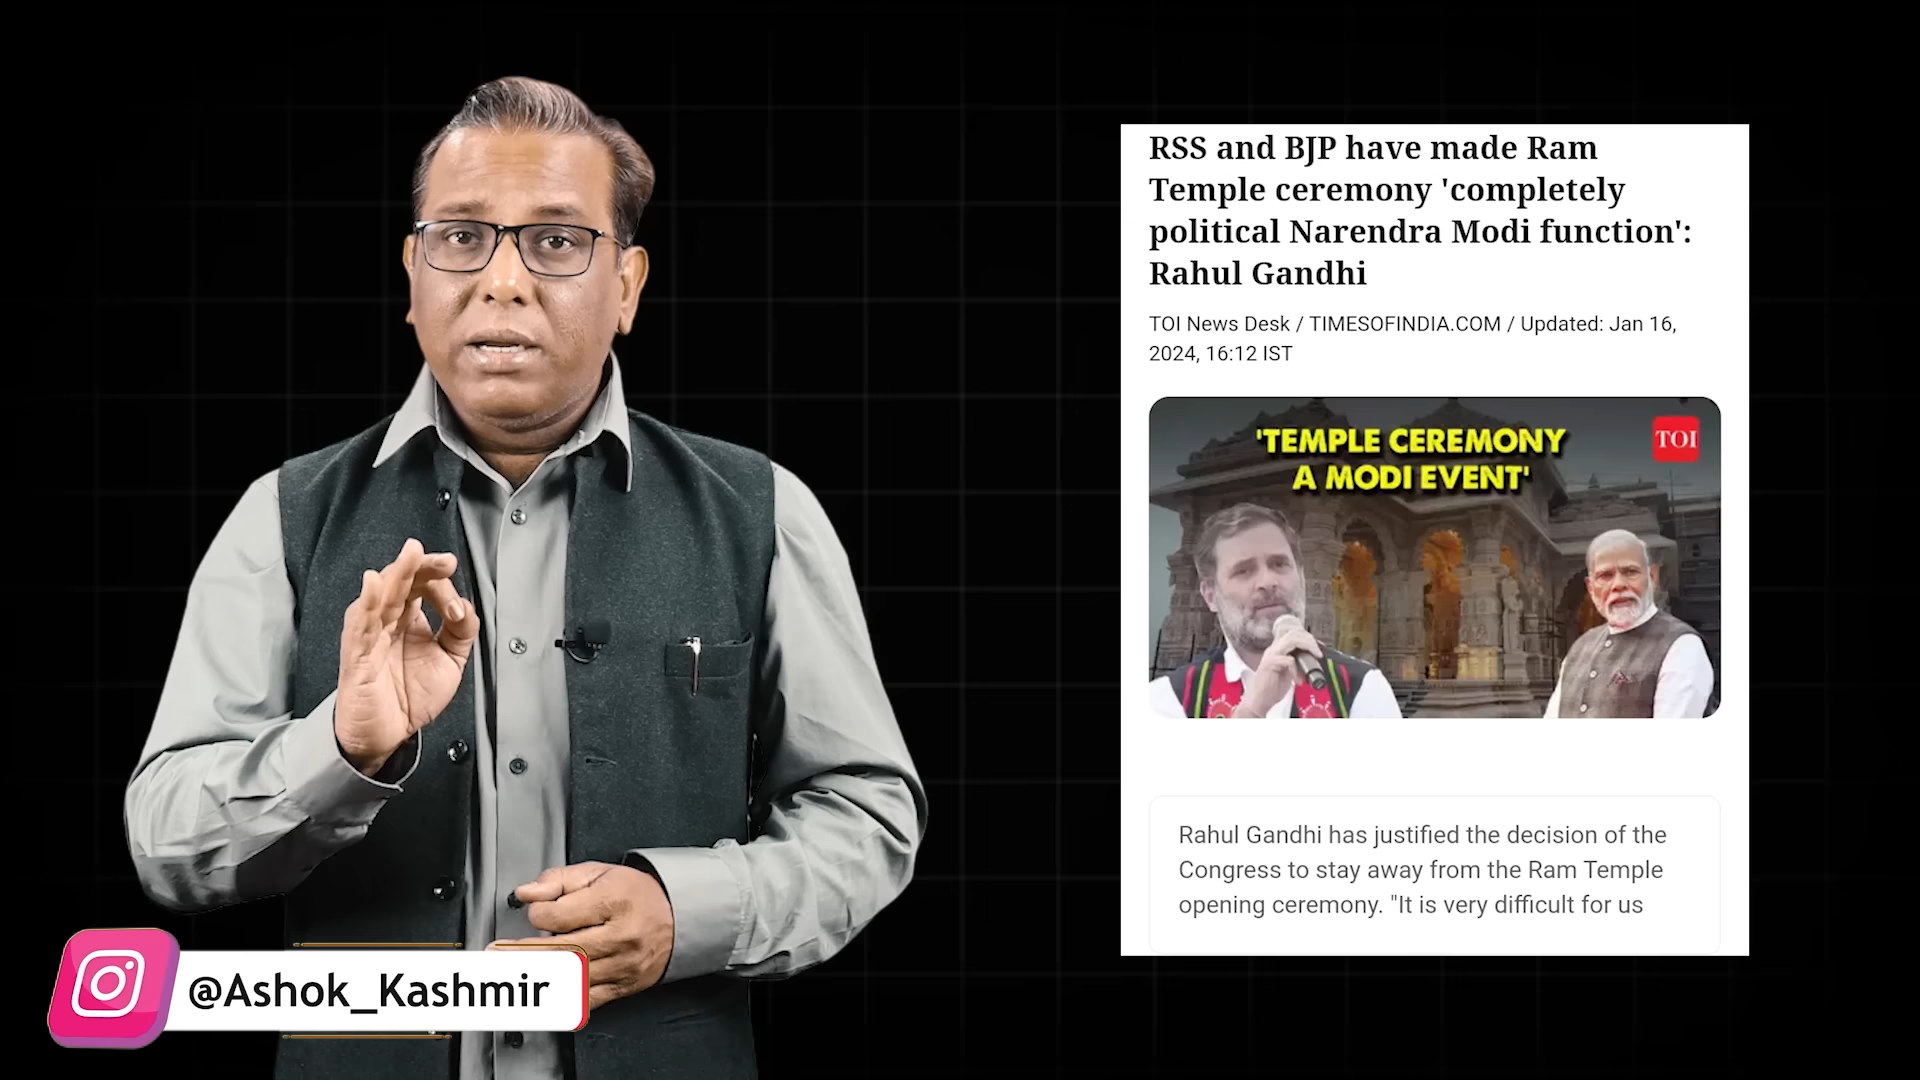 RSS and BJP have made Ram
Temple ceremony 'completely
political Narendra Modi function':
Rahul Gandhi
TOI News Desk / TIMESOFINDIA.COM / Updated: Jan 16,
2024, 16:12 IST
'TEMPLE CEREMONY
A MODI EVENT'
TOI
Rahul Gandhi has justified the decision of the
Congress to stay away from the Ram Temple
opening ceremony. "It is very difficult for us
@Ashok_Kashmir